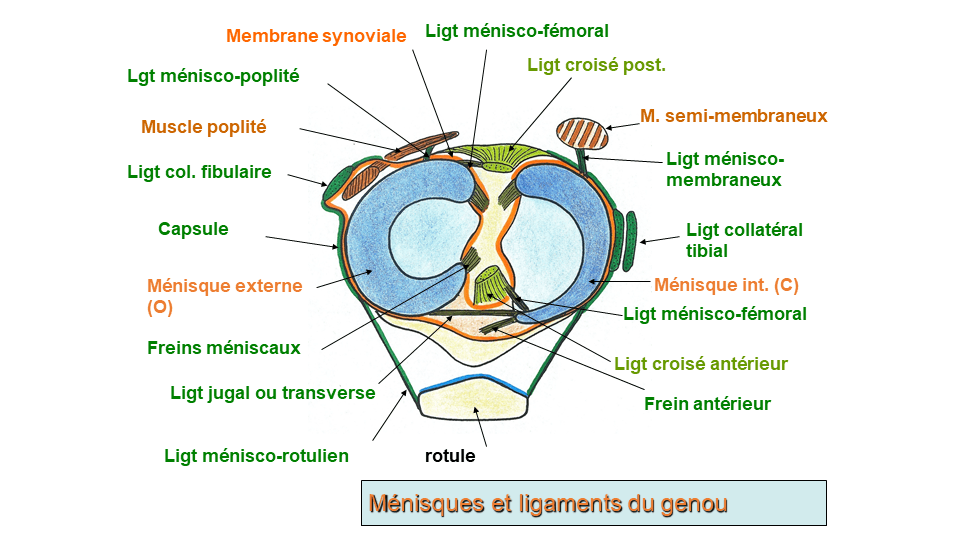 Membrane synoviale
Ligt ménisco-fémoral
Lgt ménisco-poplité
Ligt croisé post.
Muscle poplité
M. semi-membraneux
Ligt col. fibulaire
Ligt ménisco-
membraneux
Capsule
Ligt collatéral
tibial
Ménisque externe
(O)
Ménisque int. (C)
Ligt ménisco-fémoral
Freins méniscaux
Ligt croisé antérieur
Ligt jugal ou transverse
Frein antérieur
Ligt ménisco-rotulien
rotule
Ménisques et ligaments du genou